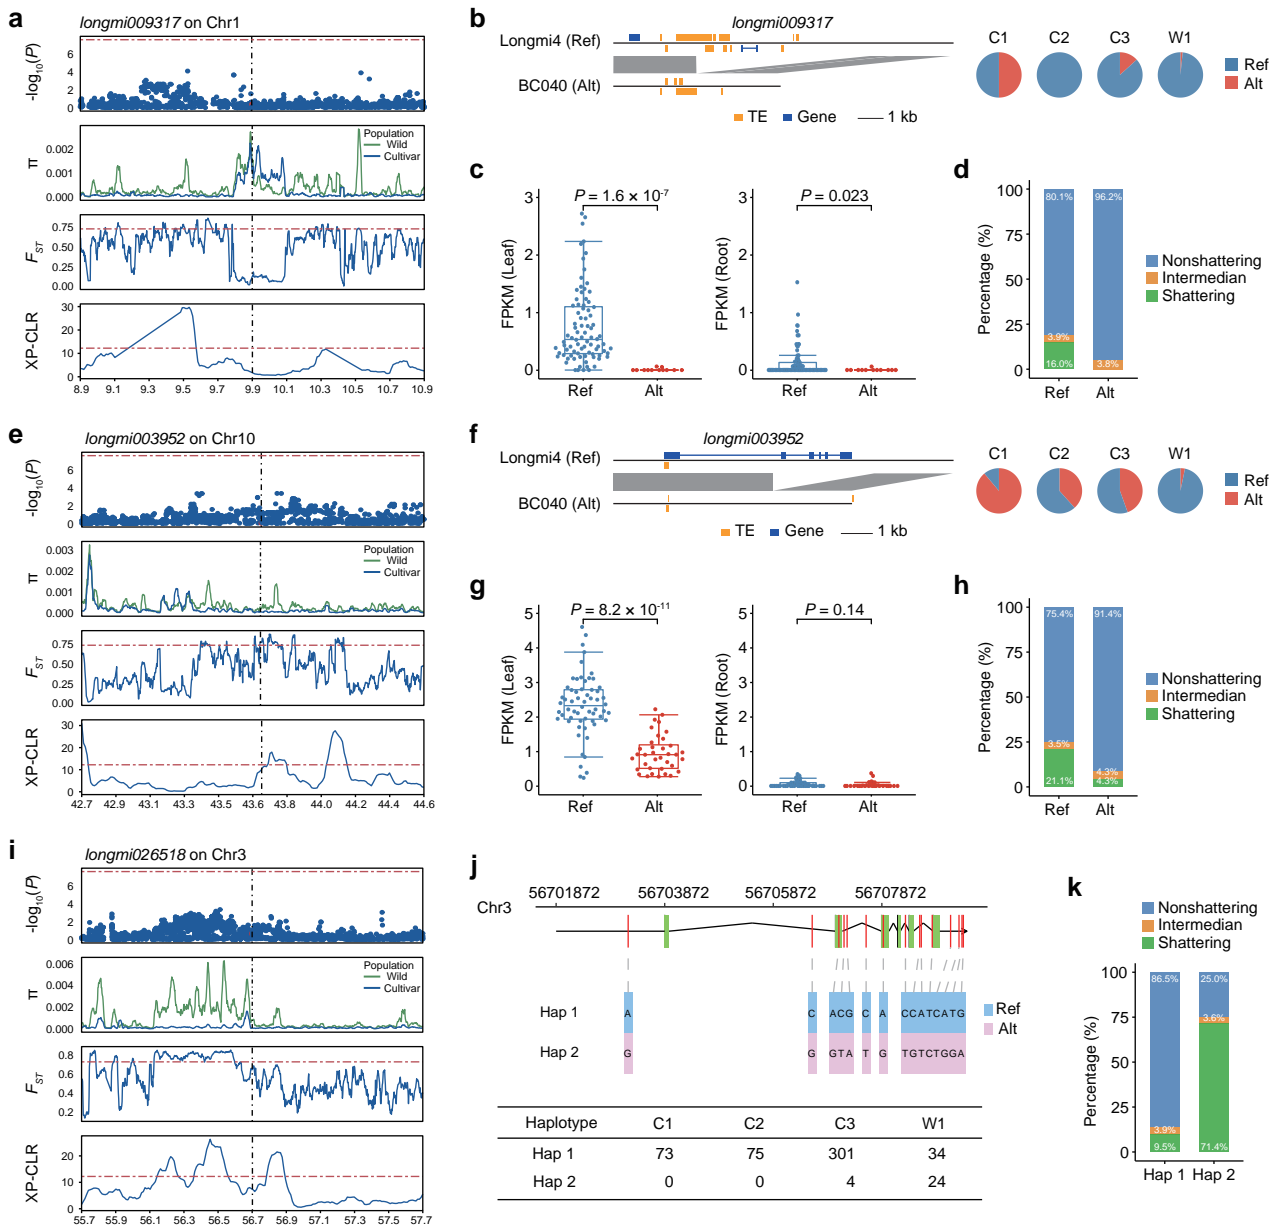 a
longmi009317 on Chr1
-log10(P)
6
4
2
0
π
0.002
0.001
0.000
Population
Wild
Cultivar
FST
0.75
0.50
0.25
0.00
XP-CLR
30
20
10
0
8.9 9.1 9.3 9.5 9.7 9.9 10.1 10.3 10.5 10.7 10.9
b
longmi009317
Longmi4 (Ref)
BC040 (Alt)
TE Gene 1 kb
C1 C2 C3 W1
Ref
Alt
c
FPKM (Leaf)
3
2
1
0
P = 1.6 × 10-7
Ref Alt
FPKM (Root)
3
2
1
0
P = 0.023
Ref Alt
d
Percentage (%)
100
75
50
25
0
80.1% 96.2%
3.9%
16.0% 3.8%
Ref Alt
Nonshattering
Intermedian
Shattering
e
longmi003952 on Chr10
-log10(P)
6
4
2
0
π
0.003
0.002
0.001
0.000
Population
Wild
Cultivar
FST
0.75
0.50
0.25
0.00
XP-CLR
30
20
10
0
42.7 42.9 43.1 43.3 43.5 43.6 43.8 44.0 44.2 44.4 44.6
f
longmi003952
Longmi4 (Ref)
BC040 (Alt)
TE Gene 1 kb
C1 C2 C3 W1
Ref
Alt
g
FPKM (Leaf)
5
4
3
2
1
0
P = 8.2 × 10-11
Ref Alt
FPKM (Root)
5
4
3
2
1
0
P = 0.14
Ref Alt
h
Percentage (%)
100
75
50
25
0
75.4% 91.4%
3.5% 4.3%
21.1% 4.3%
Ref Alt
Nonshattering
Intermedian
Shattering
i
longmi026518 on Chr3
-log10(P)
6
4
2
0
π
0.006
0.004
0.002
0.000
Population
Wild
Cultivar
FST
0.8
0.6
0.4
0.2
XP-CLR
20
10
0
55.7 55.9 56.1 56.3 56.5 56.7 56.9 57.1 57.3 57.5 57.7
j
56701872 56703872 56705872 56707872
Chr3
Hap 1 A C ACG C A CCATCATG
Hap 2 G G GTA T G TGTCTGGA
Ref
Alt
Haplotype C1 C2 C3 W1
Hap 1 73 75 301 34
Hap 2 0 0 4 24
k
Nonshattering
Intermedian
Shattering
Percentage (%)
100
75
50
25
0
86.5% 25.0%
3.6%
3.9%
9.5% 71.4%
Hap 1 Hap 2